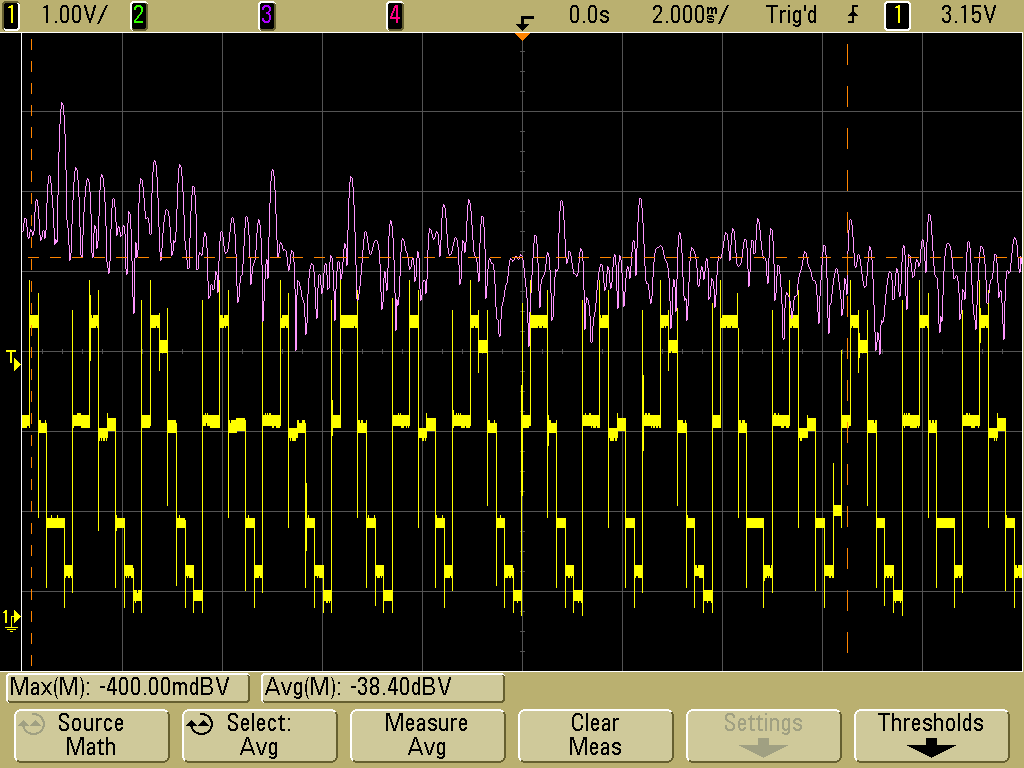 1 1.00V/ 2 3 4 0.0s 2.000ms/ Trig'd 1 3.15V
T
1
Max(M): -400.00mdBV Avg(M): -38.40dBV
Source Math
Select: Avg
Measure Avg
Clear Meas
Settings
Thresholds